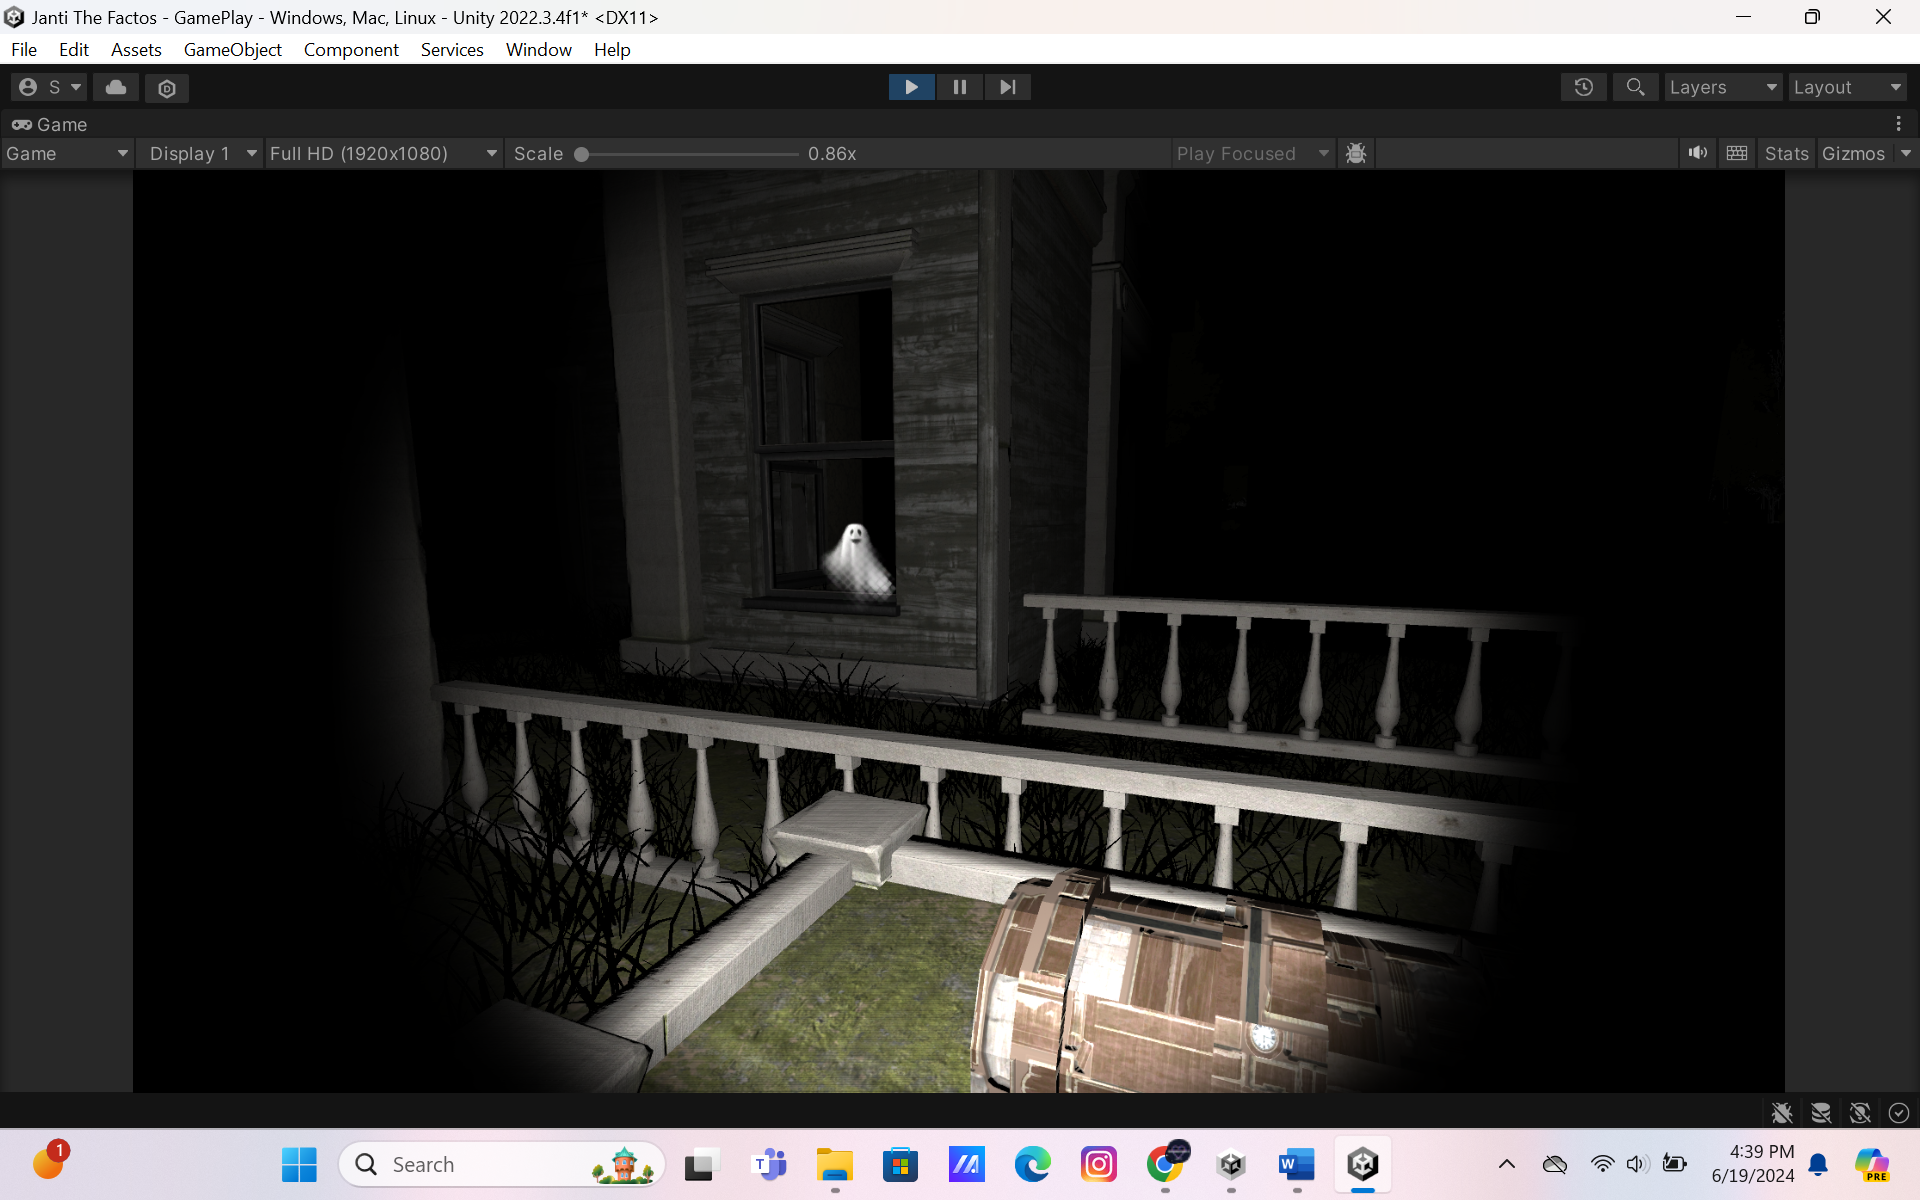 Janti The Factos - GamePlay - Windows, Mac, Linux - Unity 2022.3.4f1* <DX11>
File Edit Assets GameObject Component Services Window Help
S Layers Layout
Game
Game Display 1 Full HD (1920x1080) Scale 0.86x Play Focused Stats Gizmos
1 Search T W PRE
4:39 PM
6/19/2024